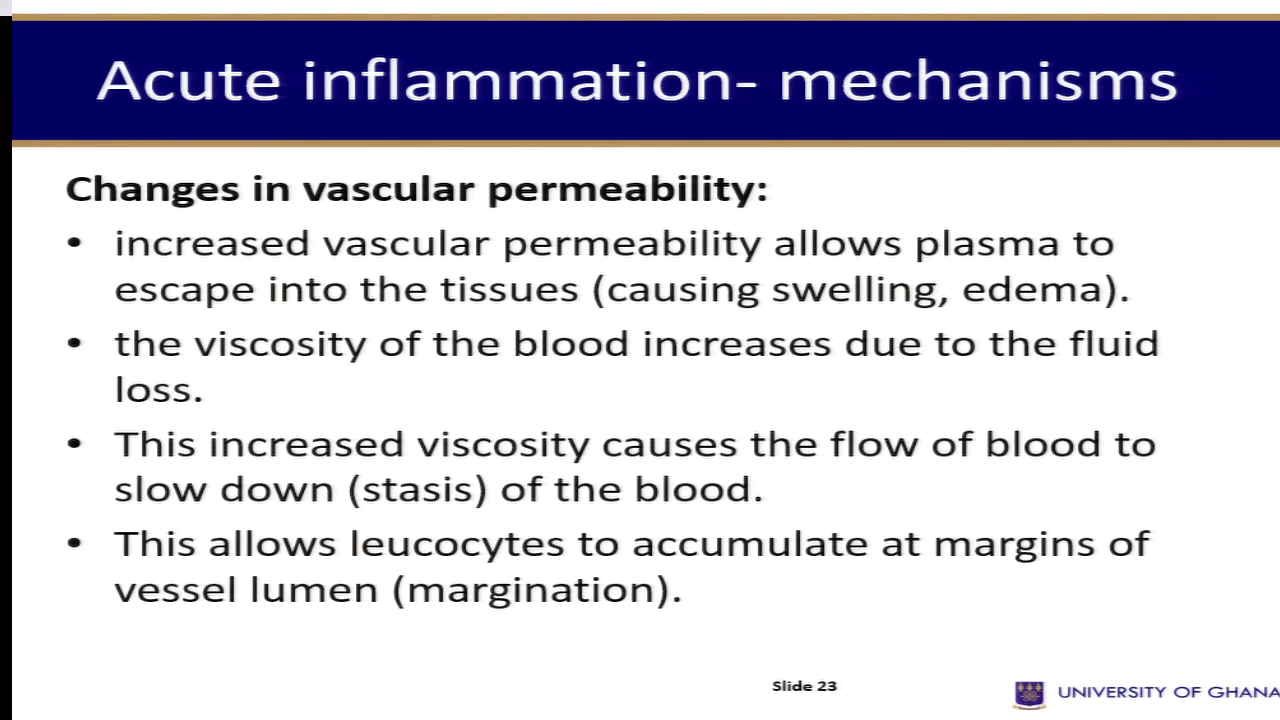 Acute inflammation- mechanisms
Changes in vascular permeability:
• increased vascular permeability allows plasma to
escape into the tissues (causing swelling, edema).
• the viscosity of the blood increases due to the fluid
loss.
• This increased viscosity causes the flow of blood to
slow down (stasis) of the blood.
• This allows leucocytes to accumulate at margins of
vessel lumen (margination).
Slide 23
UNIVERSITY OF GHANA